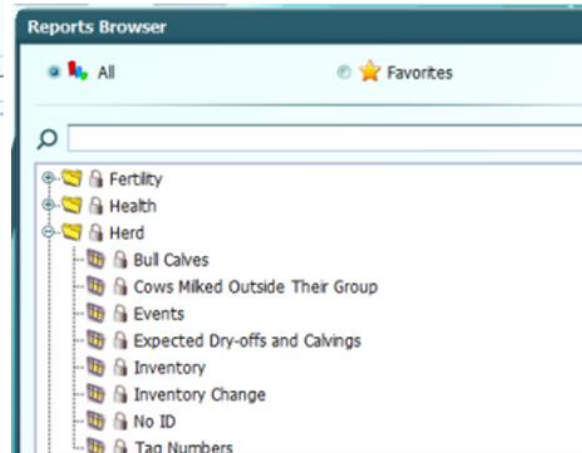 Reports Browser
All Favorites
Fertility
Health
Herd
Bull Calves
Cows Milked Outside Their Group
Events
Expected Dry-offs and Calvings
Inventory
Inventory Change
No ID
Tag Numbers